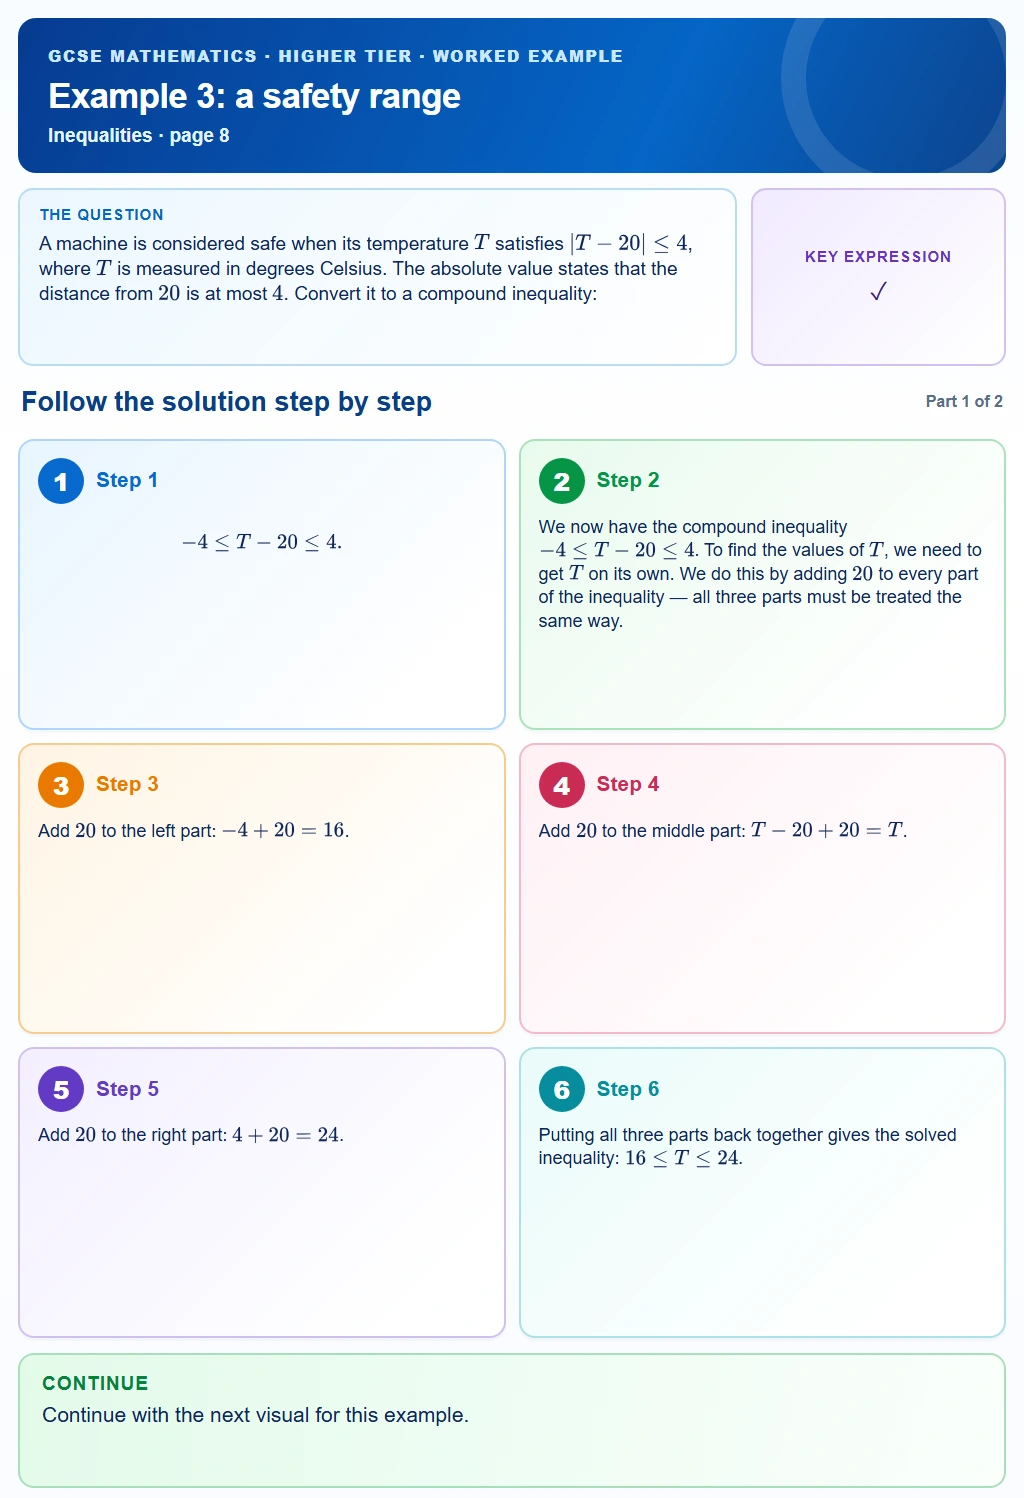 GCSE MATHEMATICS · HIGHER TIER · WORKED EXAMPLE
Example 3: a safety range
Inequalities · page 8
THE QUESTION
A machine is considered safe when its temperature T satisfies |T − 20| ≤ 4,
where T is measured in degrees Celsius. The absolute value states that the
distance from 20 is at most 4. Convert it to a compound inequality:
KEY EXPRESSION
✓
Follow the solution step by step
Part 1 of 2
1 Step 1
−4 ≤ T − 20 ≤ 4.
2 Step 2
We now have the compound inequality
−4 ≤ T − 20 ≤ 4. To find the values of T, we need to
get T on its own. We do this by adding 20 to every part
of the inequality — all three parts must be treated the
same way.
3 Step 3
Add 20 to the left part: −4 + 20 = 16.
4 Step 4
Add 20 to the middle part: T − 20 + 20 = T.
5 Step 5
Add 20 to the right part: 4 + 20 = 24.
6 Step 6
Putting all three parts back together gives the solved
inequality: 16 ≤ T ≤ 24.
CONTINUE
Continue with the next visual for this example.